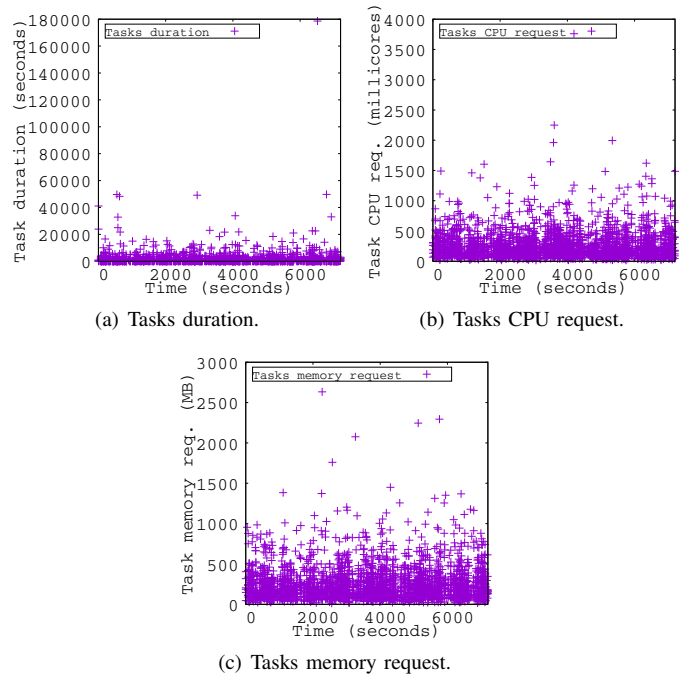 Tasks duration
Task duration (seconds)
180000
160000
140000
120000
100000
80000
60000
40000
20000
0
0 2000 4000 6000
Time (seconds)
(a) Tasks duration.
Tasks CPU request
Task CPU req. (millicores)
4000
3500
3000
2500
2000
1500
1000
500
0
0 2000 4000 6000
Time (seconds)
(b) Tasks CPU request.
Tasks memory request
Task memory req. (MB)
3000
2500
2000
1500
1000
500
0
0 2000 4000 6000
Time (seconds)
(c) Tasks memory request.